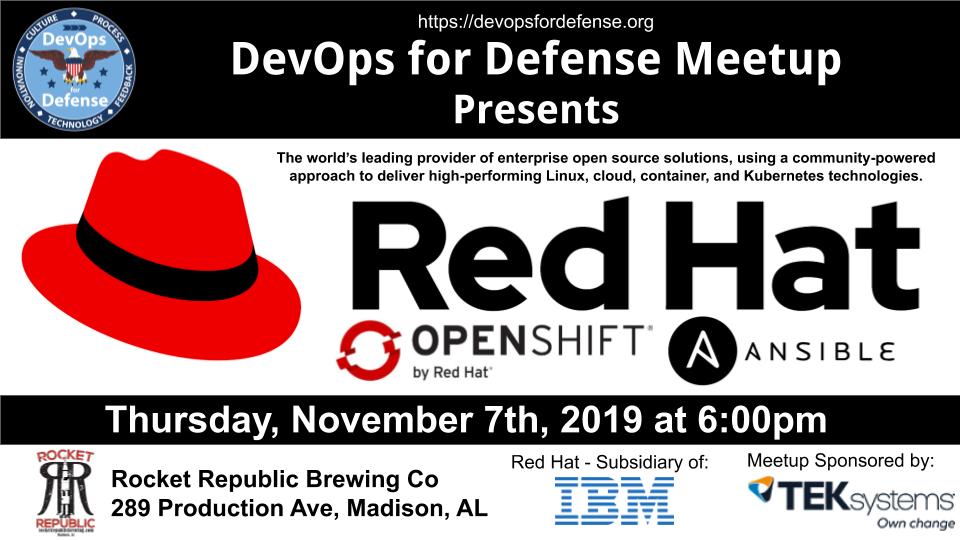 https://devopsfordefense.org
DevOps for Defense Meetup
Presents
CULTURE ◆ PROCESS
INNOVATION
FEEDBACK
TECHNOLOGY
DevOps
for
Defense
The world's leading provider of enterprise open source solutions, using a community-powered
approach to deliver high-performing Linux, cloud, container, and Kubernetes technologies.
Red Hat
OPENSHIFT®
by Red Hat®
A ANSIBLE
Thursday, November 7th, 2019 at 6:00pm
ROCKET
REPUBLIC
Rocket Republic Brewing Co
289 Production Ave, Madison, AL
Red Hat - Subsidiary of:
IBM
Meetup Sponsored by:
TEKsystems
Own change